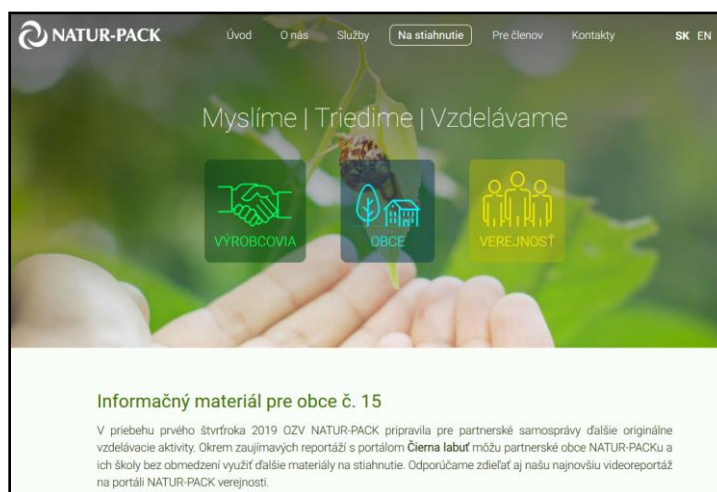 NATUR-PACK
Úvod O nás Služby Na stiahnutie Pre členov Kontakty SK EN
Myslíme | Triedime | Vzdelávame
VÝROBCOVIA OBCE VEREJNOSŤ
Informačný materiál pre obce č. 15
V priebehu prvého štvrťroka 2019 OZV NATUR-PACK pripravila pre partnerské samosprávy ďalšie originálne
vzdelávacie aktivity. Okrem zaujímavých reportáží s portálom Čierna labuť môžu partnerské obce NATUR-PACKu a
ich školy bez obmedzení využiť ďalšie materiály na stiahnutie. Odporúčame zdieľať aj našu najnovšiu videoreportáž
na portáli NATUR-PACK verejnosti.